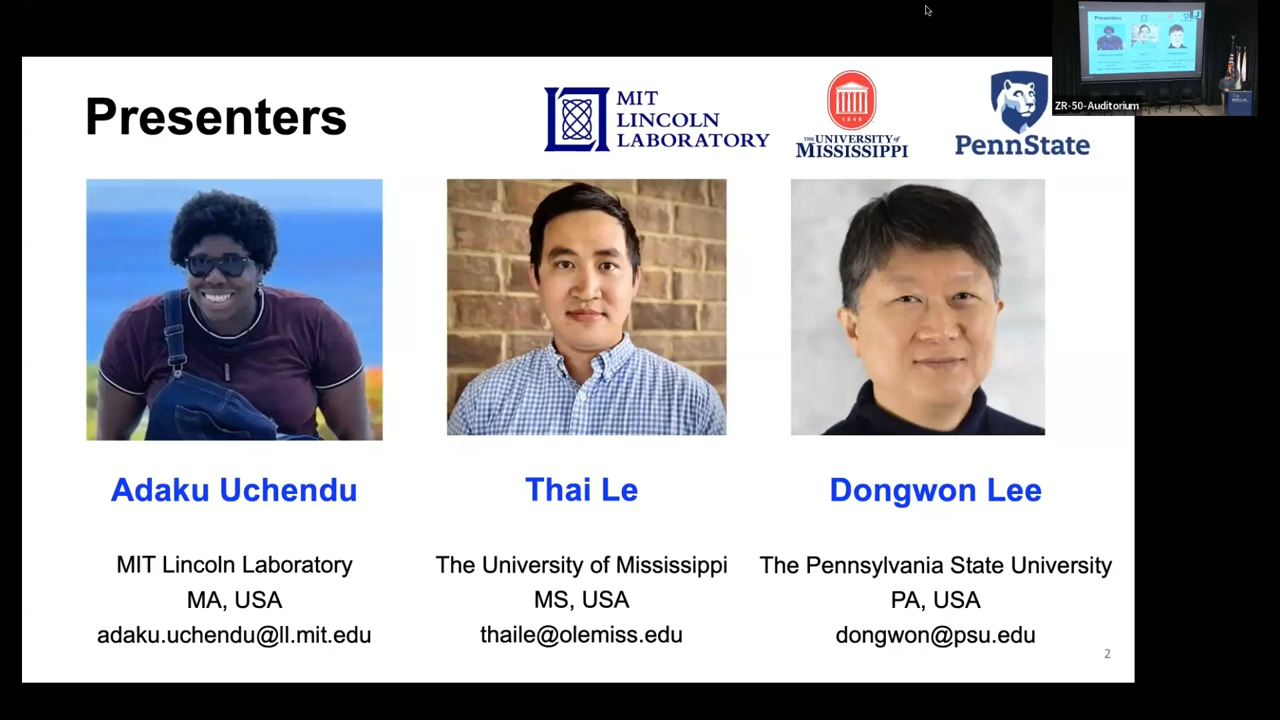 Presenters
MIT
LINCOLN
LABORATORY
1848
THE UNIVERSITY of
MISSISSIPPI
PennState
ZR-50-Auditorium
Presenters
Adaku Uchendu
Thai Le
Dongwon Lee
MIT Lincoln Laboratory
The University of Mississippi
The Pennsylvania State University
MA, USA
MS, USA
PA, USA
adaku.uchendu@ll.mit.edu
thaile@olemiss.edu
dongwon@psu.edu
2